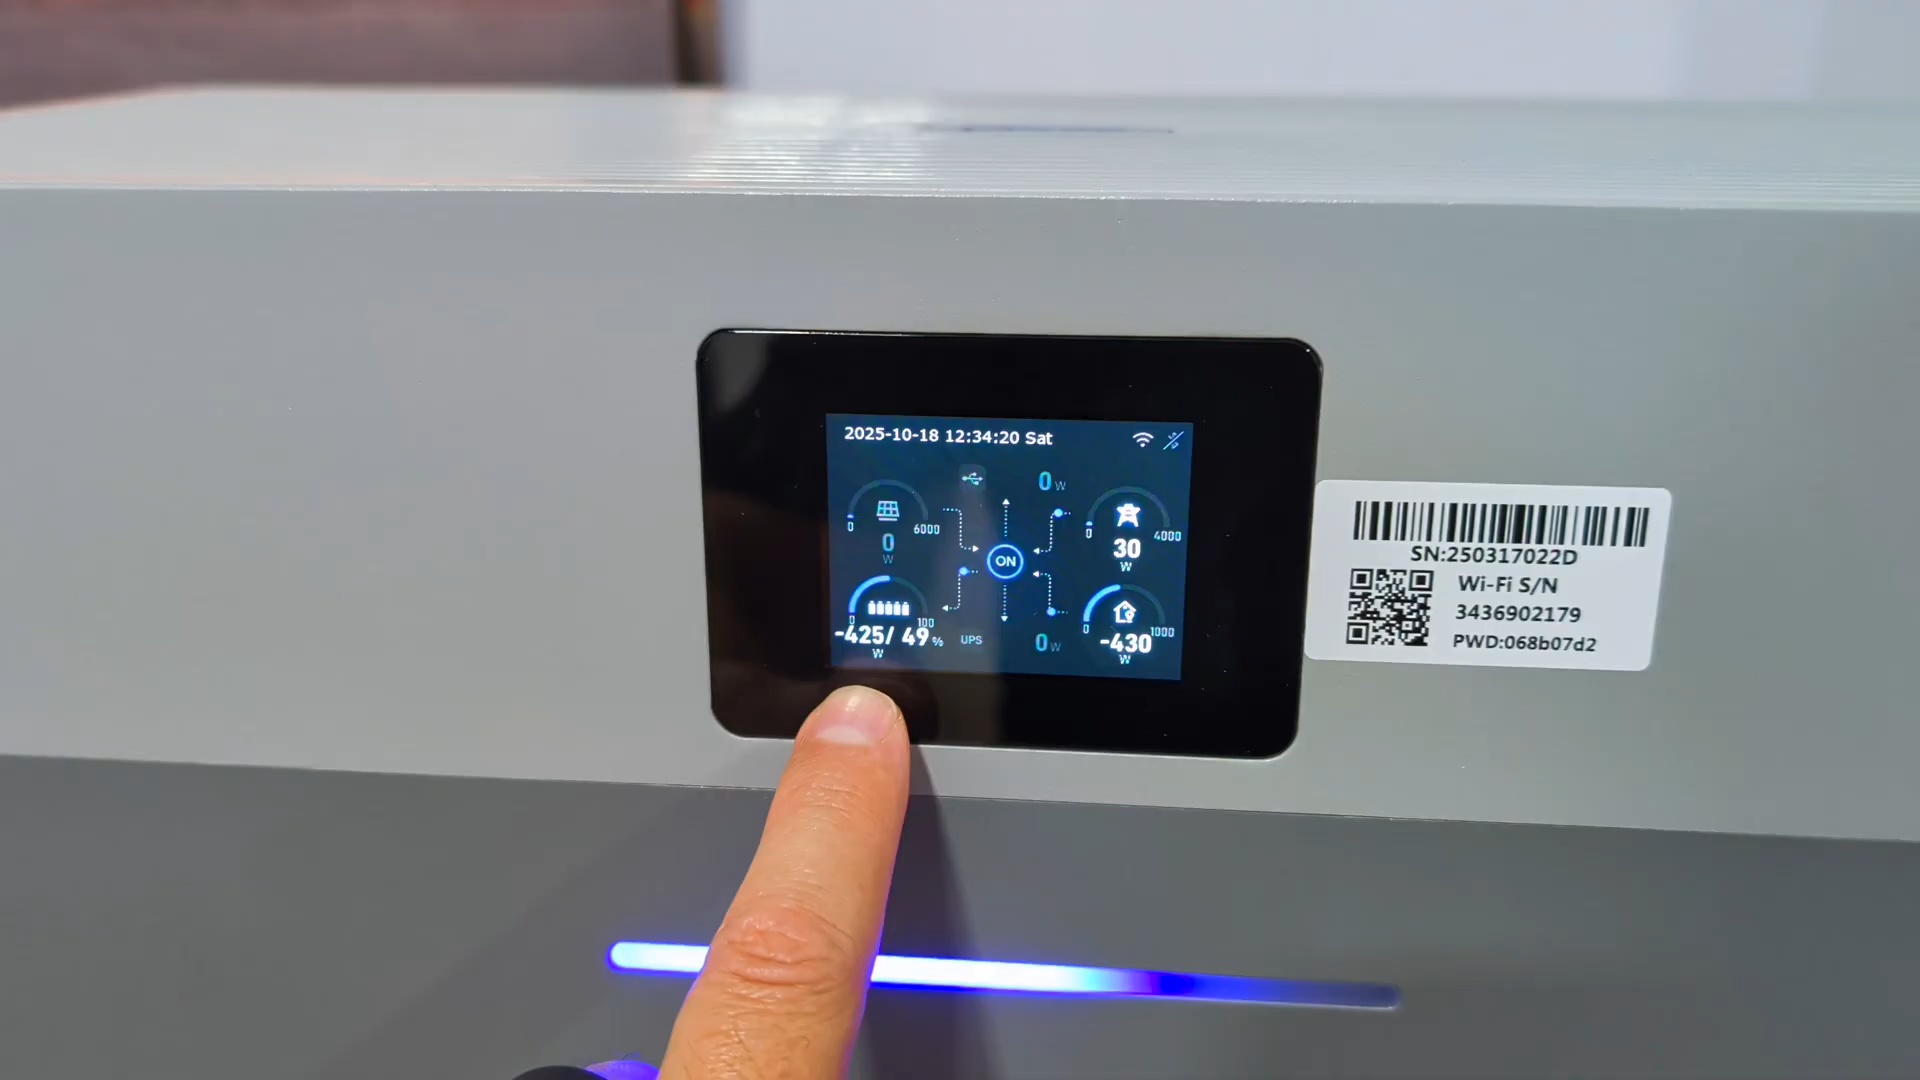 2025-10-18 12:34:20 Sat
0 W
0 6000
0 4000
0
W
ON
30
W
0 100
0 1000
-425/ 49 %
W
UPS
0 W
-430
W
SN:250317022D
Wi-Fi S/N
3436902179
PWD:068b07d2